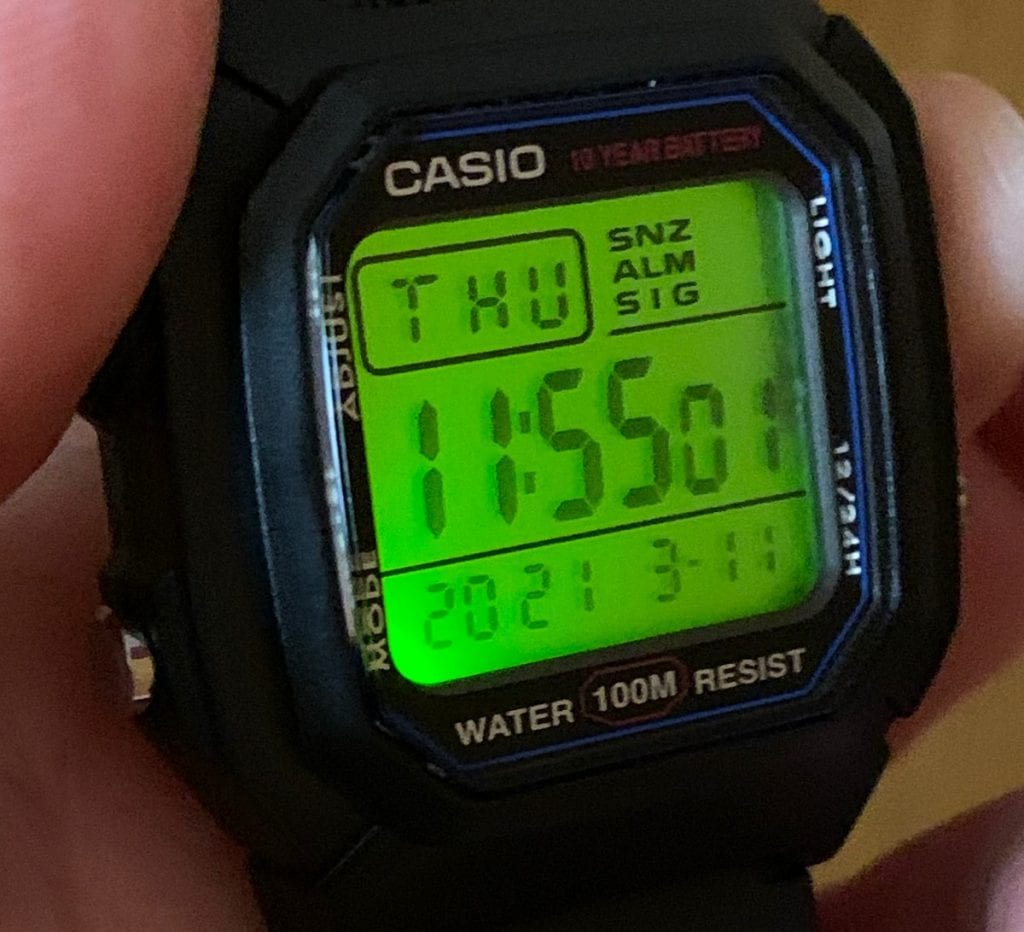 CASIO 10 YEAR BATTERY
LIGHT
ADJUST
THU
SNZ
ALM
SIG
11:55 01
2021 3-11
12/24H
MODE
WATER 100M RESIST